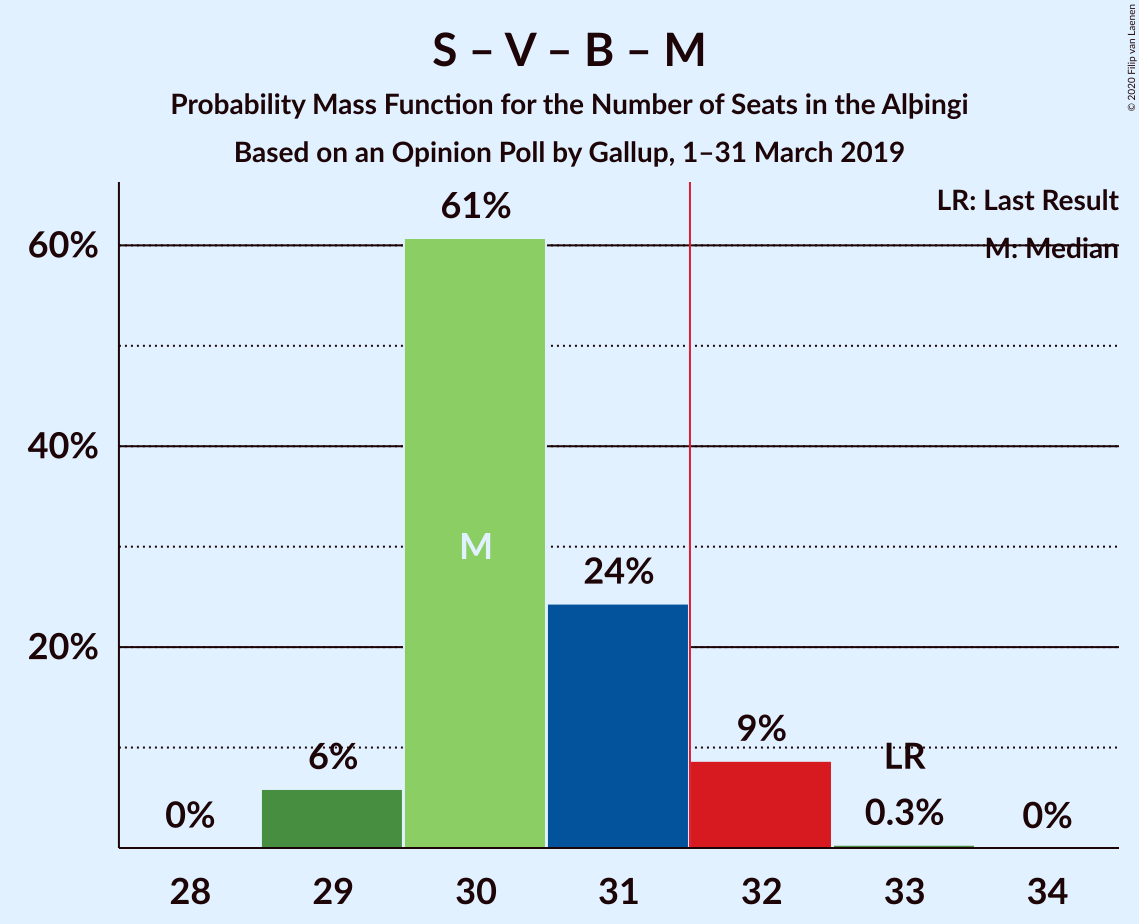 S – V – B – M
Probability Mass Function for the Number of Seats in the Alþingi
Based on an Opinion Poll by Gallup, 1–31 March 2019
© 2020 Filip van Laenen
LR: Last Result
M: Median
60%
40%
20%
0%
6%
61%
M
24%
9%
LR
0.3%
0%
28 29 30 31 32 33 34